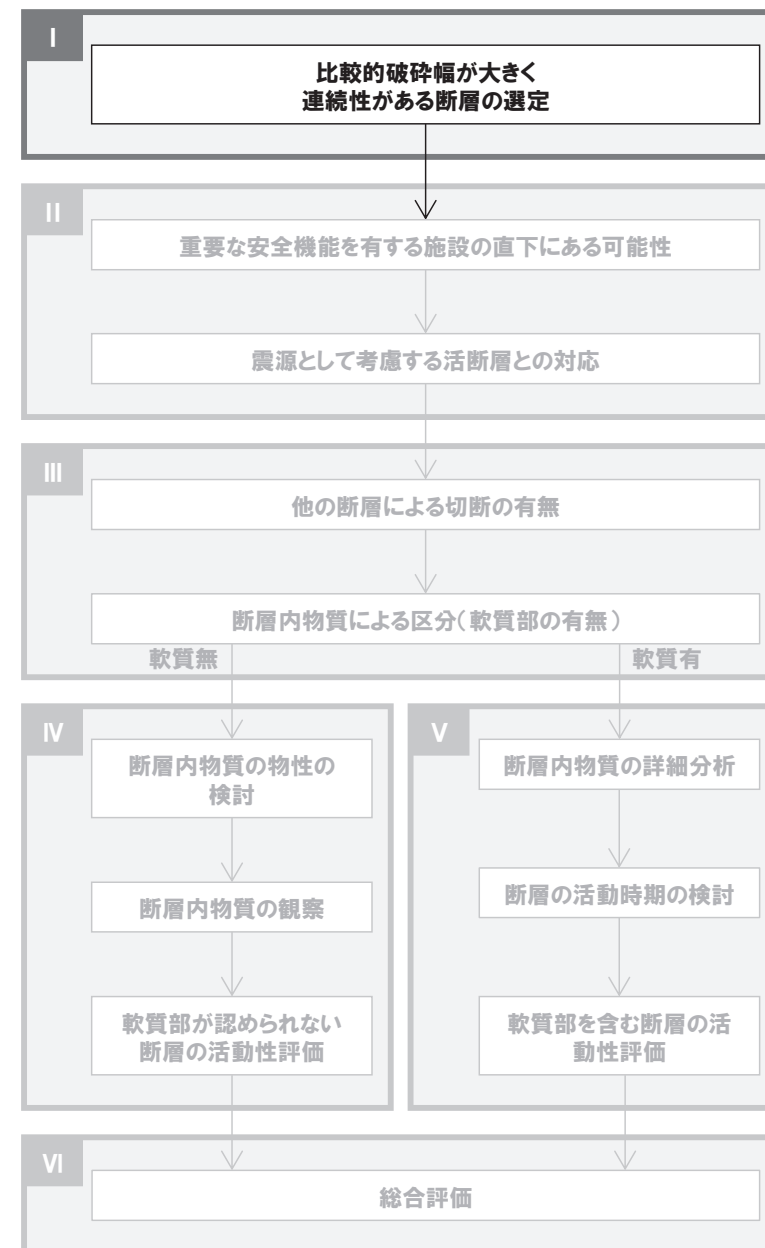 I
比較的破砕幅が大きく
連続性がある断層の選定
II
重要な安全機能を有する施設の直下にある可能性
震源として考慮する活断層との対応
III
他の断層による切断の有無
断層内物質による区分(軟質部の有無)
軟質無
軟質有
IV
断層内物質の物性の
検討
断層内物質の観察
軟質部が認められない
断層の活動性評価
V
断層内物質の詳細分析
断層の活動時期の検討
軟質部を含む断層の活
動性評価
VI
総合評価